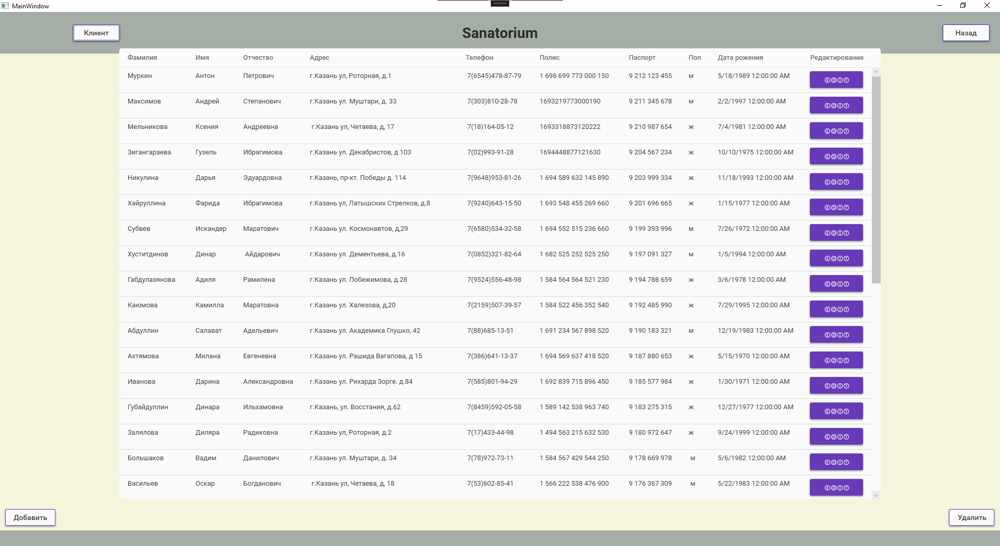 MainWindow
Клиент Sanatorium Назад
Фамилия Имя Отчество Адрес Телефон Полис Паспорт Пол Дата рожения Редактирование
Муркин Антон Петрович г.Казань ул, Роторная, д.1 7(6545)478-87-79 1 698 699 773 000 150 9 212 123 455 м 5/18/1989 12:00:00 AM ⒺⒹⒾⓉ
Максимов Андрей Степанович г.Казань ул. Муштари, д. 33 7(303)810-28-78 1693219773000190 9 211 345 678 м 2/2/1997 12:00:00 AM ⒺⒹⒾⓉ
Мельникова Ксения Андреевна г.Казань ул, Четаева, д, 17 7(18)164-05-12 1693318873120222 9 210 987 654 ж 7/4/1981 12:00:00 AM ⒺⒹⒾⓉ
Зигангараева Гузель Ибрагимова г.Казань ул. Декабристов, д 103 7(02)993-91-28 1694448877121630 9 204 567 234 ж 10/10/1975 12:00:00 AM ⒺⒹⒾⓉ
Никулина Дарья Эдуардовна г.Казань, пр-кт. Победы д. 114 7(9648)953-81-26 1 694 589 632 145 890 9 203 999 334 ж 11/18/1993 12:00:00 AM ⒺⒹⒾⓉ
Хайруллина Фарида Ибрагимова г.Казань ул, Латышских Стрелков, д.8 7(9240)643-15-50 1 693 548 455 269 660 9 201 696 665 ж 1/15/1977 12:00:00 AM ⒺⒹⒾⓉ
Субвев Искандер Маратович г.Казань ул. Космонавтов, д,29 7(6580)534-32-58 1 694 552 515 236 660 9 199 393 996 м 7/26/1972 12:00:00 AM ⒺⒹⒾⓉ
Хуститдинов Динар Айдарович г.Казань ул. Дементьева, д.16 7(0852)321-82-64 1 682 525 252 525 250 9 197 091 327 м 1/5/1994 12:00:00 AM ⒺⒹⒾⓉ
Габдулазянова Адиля Рамилена г.Казань ул. Побежимова, д.28 7(9524)556-48-98 1 584 564 564 521 230 9 194 788 659 ж 3/6/1978 12:00:00 AM ⒺⒹⒾⓉ
Каюмова Камилла Маратовна г.Казань ул. Халезова, д,20 7(2159)507-39-57 1 584 522 456 352 540 9 192 485 990 ж 7/29/1995 12:00:00 AM ⒺⒹⒾⓉ
Абдуллин Салават Адельевич г.Казань ул. Академика Глушко, 42 7(88)685-13-51 1 691 234 567 898 520 9 190 183 321 м 12/19/1983 12:00:00 AM ⒺⒹⒾⓉ
Ахтямова Милана Евгеневна г.Казань ул. Рашида Вагапова, д 15 7(386)641-13-37 1 694 569 637 418 520 9 187 880 653 ж 5/15/1970 12:00:00 AM ⒺⒹⒾⓉ
Иванова Дарина Александровна г.Казань ул. Рихарда Зорге. д.84 7(585)801-94-29 1 692 839 715 896 450 9 185 577 984 ж 1/30/1971 12:00:00 AM ⒺⒹⒾⓉ
Губайдуллин Динара Ильхамовна г.Казань, ул. Восстания, д.62 7(8459)592-05-58 1 589 142 538 963 740 9 183 275 315 ж 12/27/1977 12:00:00 AM ⒺⒹⒾⓉ
Залялова Диляра Радиковна г.Казань ул, Роторная, д.2 7(17)433-44-98 1 494 563 215 632 530 9 180 972 647 ж 9/24/1999 12:00:00 AM ⒺⒹⒾⓉ
Большаков Вадим Данилович г.Казань ул. Муштари, д. 34 7(78)972-73-11 1 584 567 429 544 250 9 178 669 978 м 5/6/1982 12:00:00 AM ⒺⒹⒾⓉ
Васильев Оскар Богданович г.Казань ул, Четаева, д, 18 7(53)602-85-41 1 566 222 538 476 900 9 176 367 309 м 5/22/1983 12:00:00 AM ⒺⒹⒾⓉ
Добавить Удалить